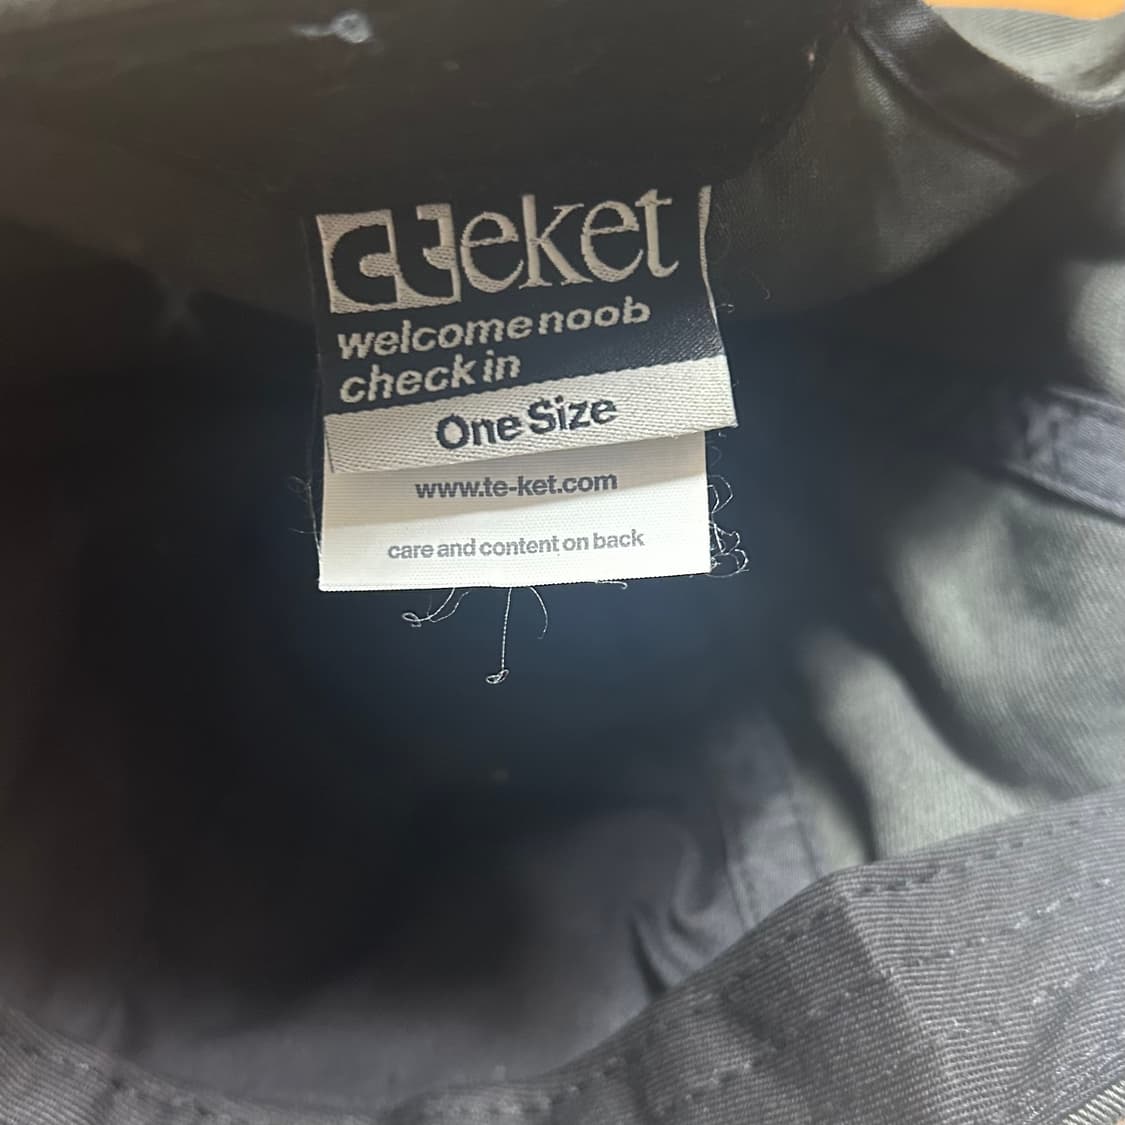 teket
welcome noob
check in
One Size
www.te-ket.com
care and content on back